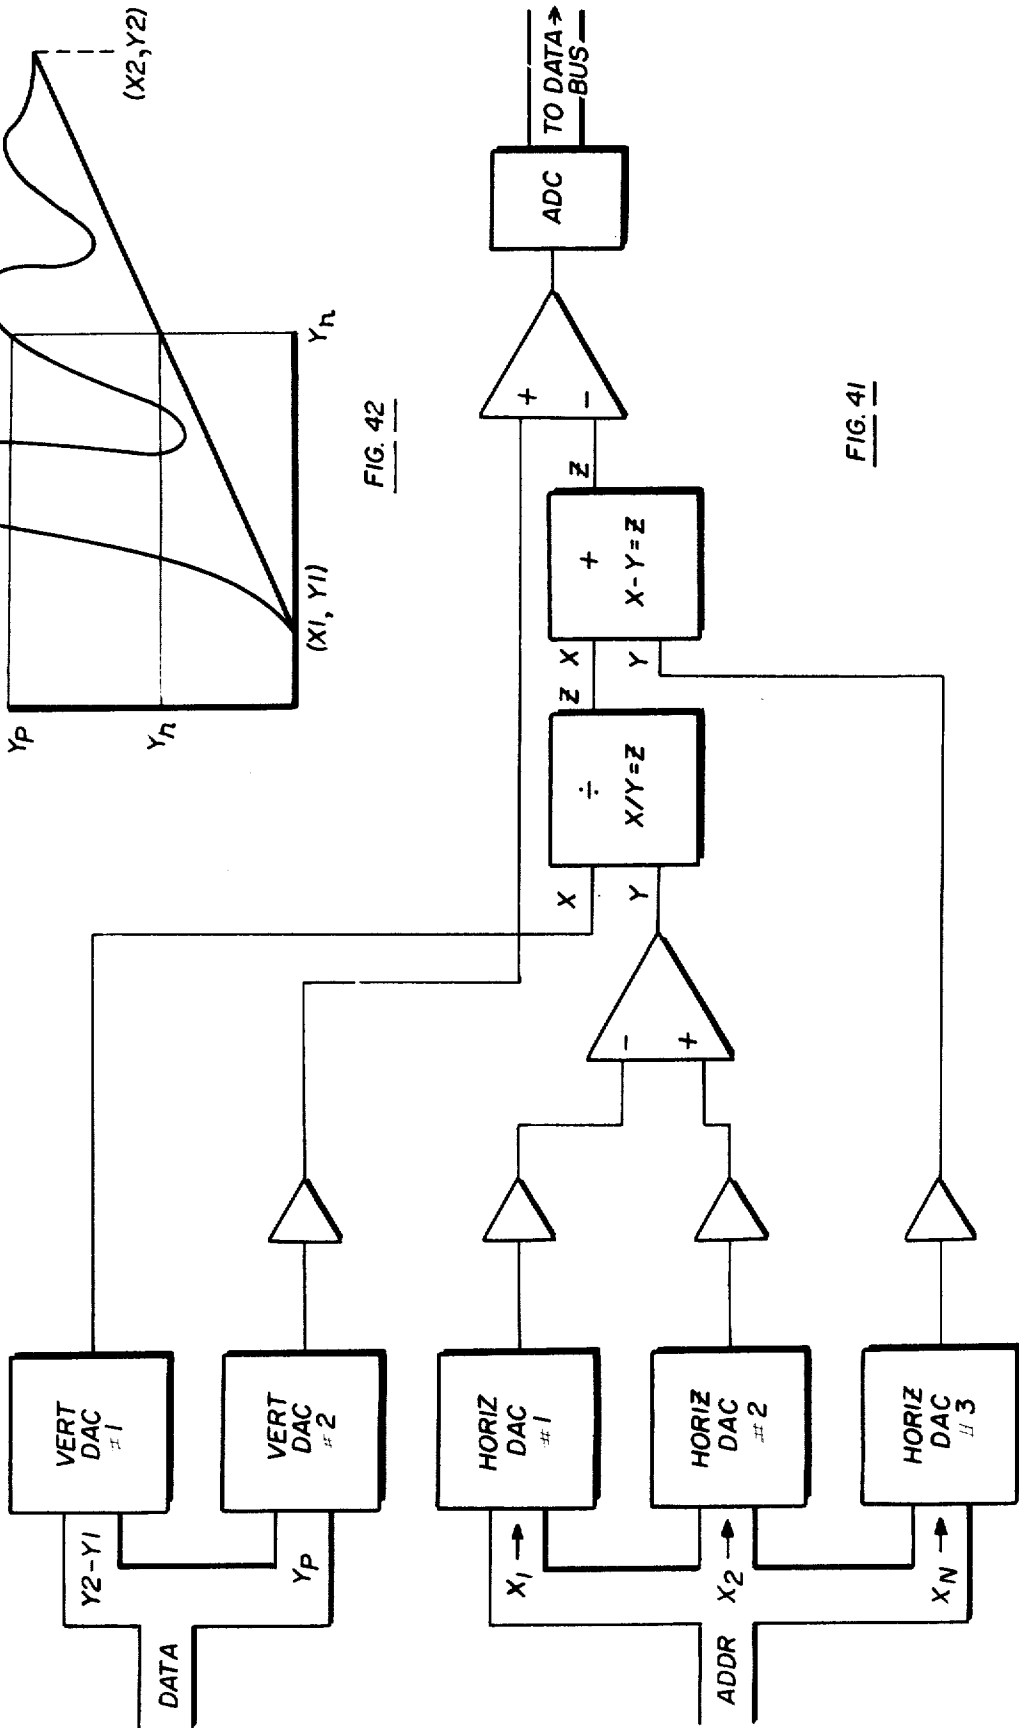 Yp
Yn
(X1, Y1)
Yn
(X2,Y2)
FIG. 42
DATA
Y2-Y1
Yp
VERT
DAC
#1
VERT
DAC
#2
ADDR
X1
X2
XN
HORIZ
DAC
#1
HORIZ
DAC
#2
HORIZ
DAC
#3
-
+
X
Y
÷
X/Y=Z
Z
X
Y
+
X-Y=Z
Z
+
-
ADC
TO DATA
BUS
FIG. 41